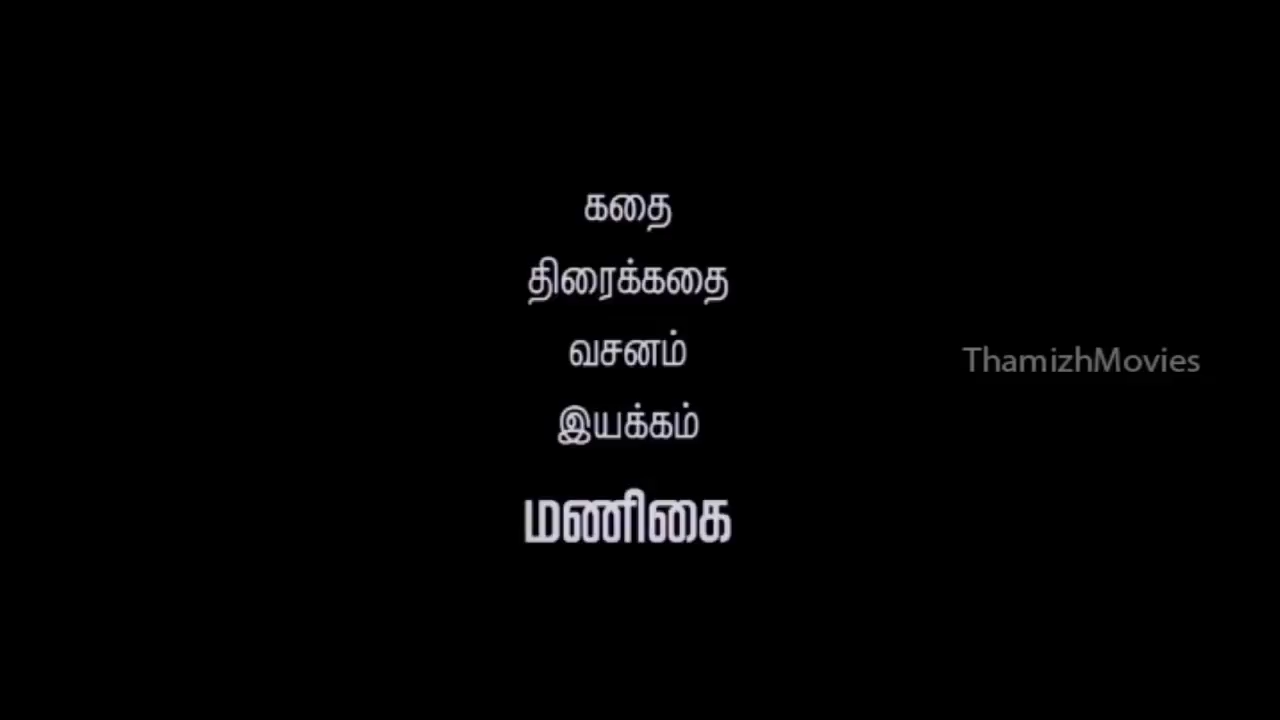 கதை
திரைக்கதை
வசனம்
ThamizhMovies
இயக்கம்
மணிகை